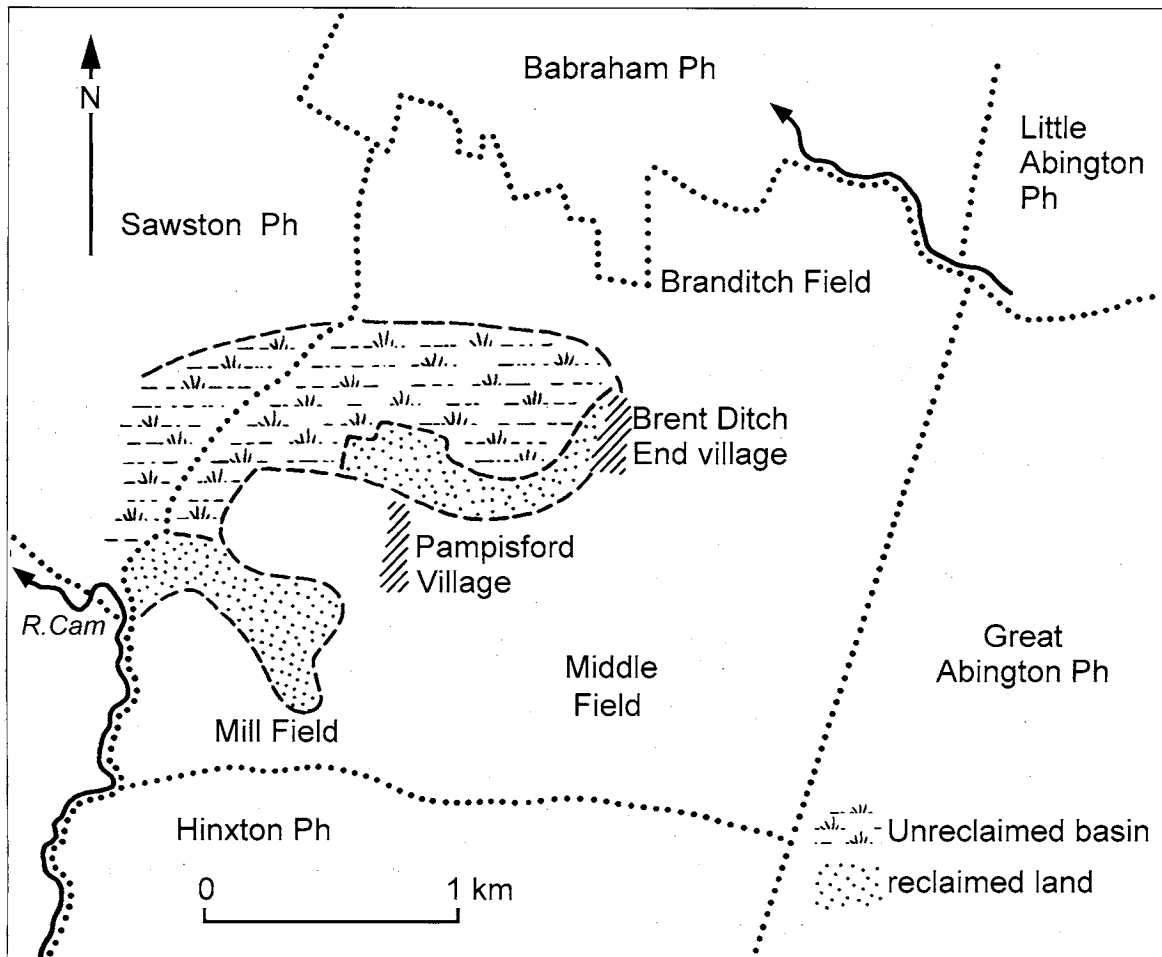 Babraham Ph
N
Little
Abington
Ph
Sawston Ph
Branditch Field
Brent Ditch
End village
Pampisford
Village
R.Cam
Great
Abington Ph
Middle
Field
Mill Field
Hinxton Ph
Unreclaimed basin
reclaimed land
0 1 km